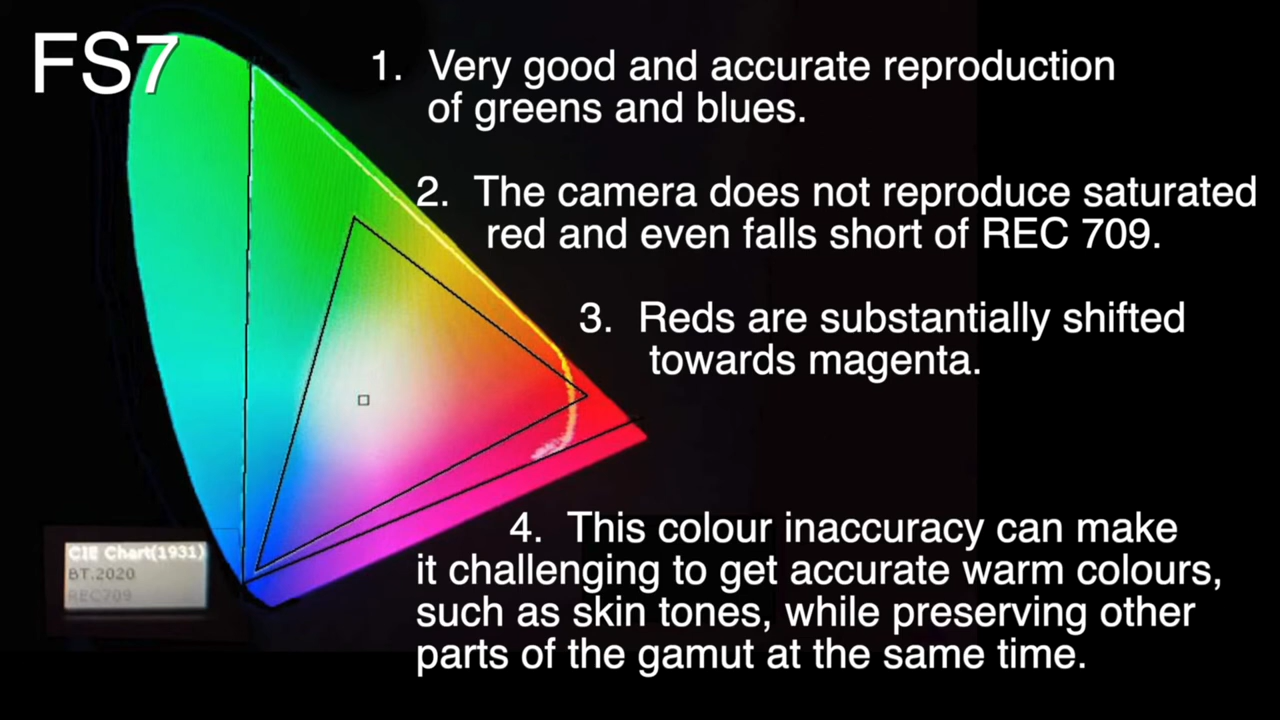 FS7
1. Very good and accurate reproduction
of greens and blues.
2. The camera does not reproduce saturated
red and even falls short of REC 709.
3. Reds are substantially shifted
towards magenta.
4. This colour inaccuracy can make
it challenging to get accurate warm colours,
such as skin tones, while preserving other
parts of the gamut at the same time.
CIE Chart(1931)
BT.2020
REC709